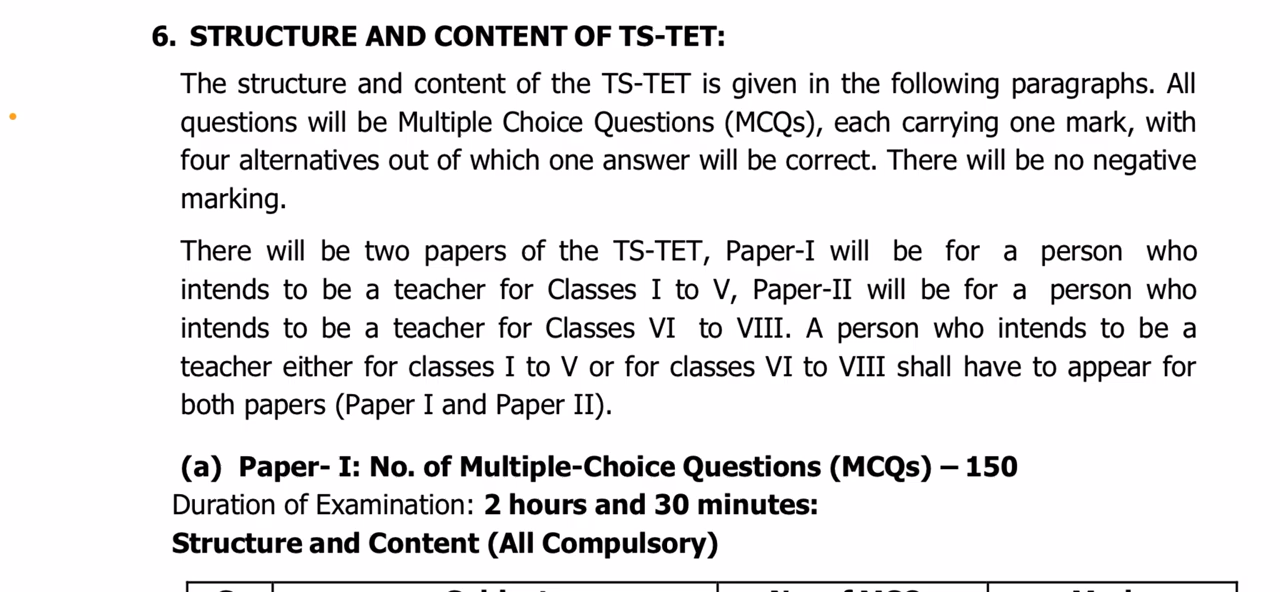 6. STRUCTURE AND CONTENT OF TS-TET:
The structure and content of the TS-TET is given in the following paragraphs. All
questions will be Multiple Choice Questions (MCQs), each carrying one mark, with
four alternatives out of which one answer will be correct. There will be no negative
marking.
There will be two papers of the TS-TET, Paper-I will be for a person who
intends to be a teacher for Classes I to V, Paper-II will be for a person who
intends to be a teacher for Classes VI to VIII. A person who intends to be a
teacher either for classes I to V or for classes VI to VIII shall have to appear for
both papers (Paper I and Paper II).
(a) Paper- I: No. of Multiple-Choice Questions (MCQs) – 150
Duration of Examination: 2 hours and 30 minutes:
Structure and Content (All Compulsory)